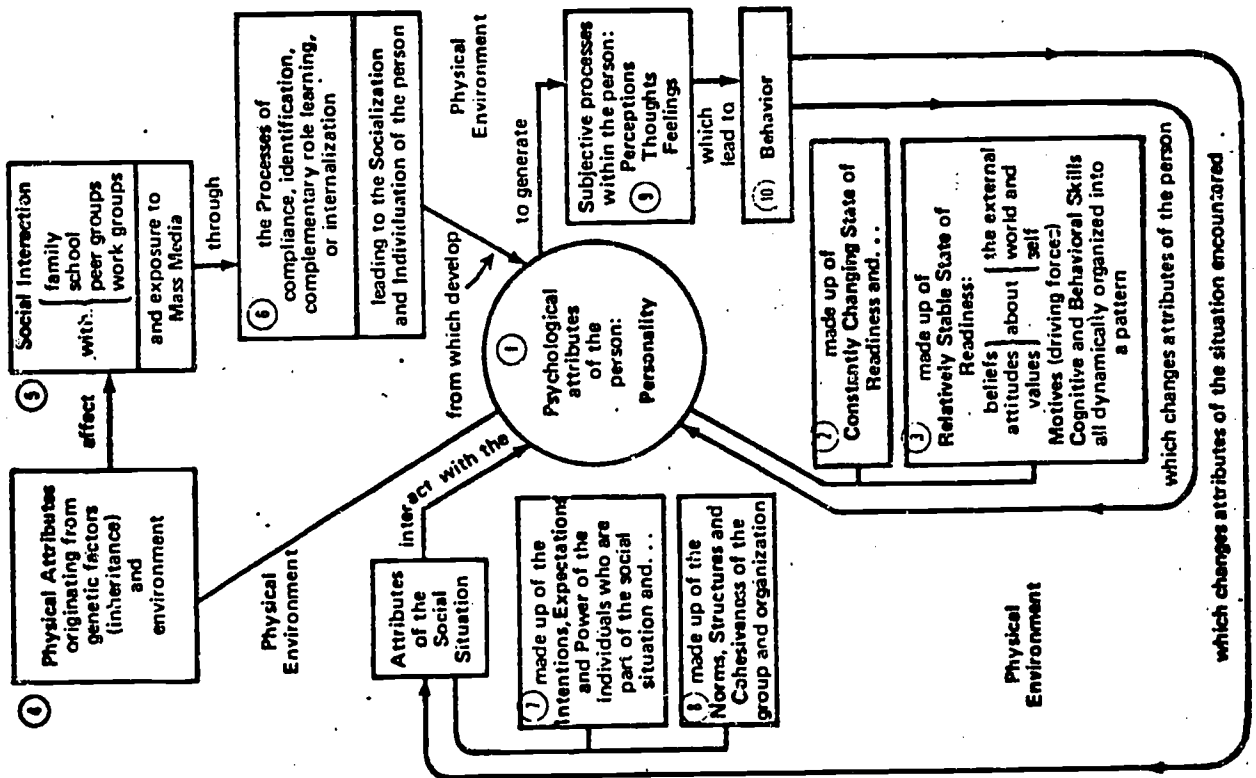 (4)
Physical Attributes
originating from
genetic factors
(inheritance)
and
environment
affect
(5)
Social Interection
with..{ family
school
peer groups
work groups
and exposure to
Mass Media
through
(6)
the Processes of
compliance, identification,
complementary role learning,
or internalization
leading to the Socialization
and Individuation of the person
from which develop
Physical
Environment
Physical
Environment
(1)
Psychological
attributes
of the
person:
Personality
to generate
Subjective processes
within the person:
(9) Perceptions
Thoughts
Feelings
which
lead to
(10) Behavior
Attributes
of the
Social
Situation
interact with the
(7) made up of the
Intentions, Expectations
and Power of the
individuals who are
part of the social
situation and...
(8) made up of the
Norms, Structures and
Cohesiveness of the
group and organization
(2) made up of
Constantly Changing State of
Readiness and...
(3) made up of
Relatively Stable State of
Readiness:
beliefs } { the external
attitudes } about { world and
values } { self
Motives (driving forces)
Cognitive and Behavioral Skills
all dynamically organized into
a pattern
which changes attributes of the person
Physical
Environment
which changes attributes of the situation encountered